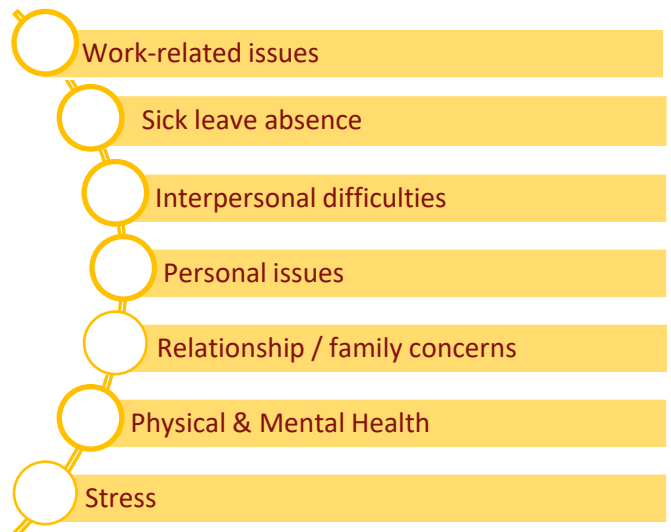 Work-related issues
Sick leave absence
Interpersonal difficulties
Personal issues
Relationship / family concerns
Physical & Mental Health
Stress